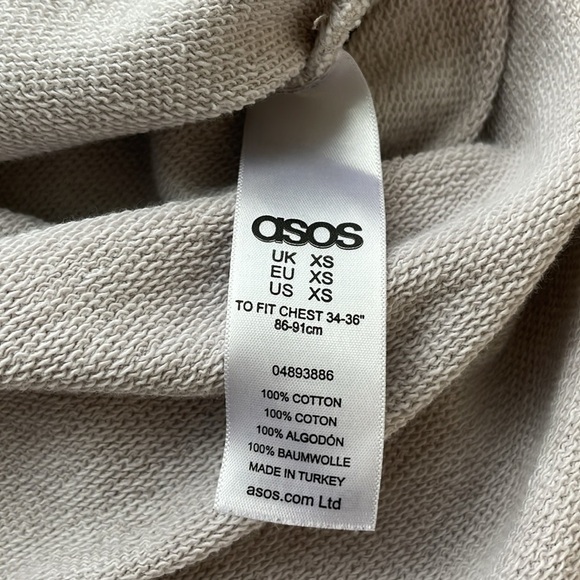 asos
UK XS
EU XS
US XS
TO FIT CHEST 34-36"
86-91cm
04893886
100% COTTON
100% COTON
100% ALGODÓN
100% BAUMWOLLE
MADE IN TURKEY
asos.com Ltd